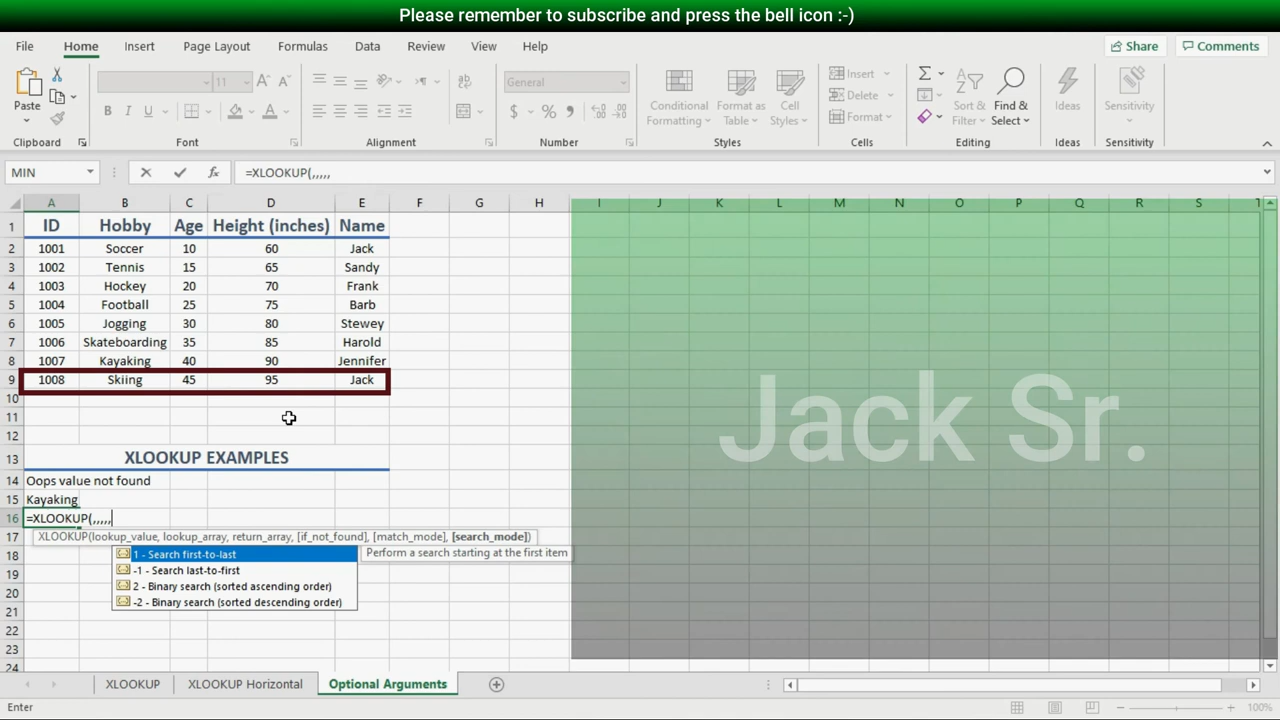 Please remember to subscribe and press the bell icon :-)
File Home Insert Page Layout Formulas Data Review View Help Share Comments
Paste
11
General
Conditional Formatting
Format as Table
Cell Styles
Insert
Delete
Format
Sort & Filter
Find & Select
Ideas
Sensitivity
Clipboard Font Alignment Number Styles Cells Editing Ideas Sensitivity
MIN =XLOOKUP(,,,,,
A B C D E F G H I J K L M N O P Q R S T
1 ID Hobby Age Height (inches) Name
2 1001 Soccer 10 60 Jack
3 1002 Tennis 15 65 Sandy
4 1003 Hockey 20 70 Frank
5 1004 Football 25 75 Barb
6 1005 Jogging 30 80 Stewey
7 1006 Skateboarding 35 85 Harold
8 1007 Kayaking 40 90 Jennifer
9 1008 Skiing 45 95 Jack
10
11
12
Jack Sr.
13 XLOOKUP EXAMPLES
14 Oops value not found
15 Kayaking
16 =XLOOKUP(,,,,,
17 XLOOKUP(lookup_value, lookup_array, return_array, [if_not_found], [match_mode], [search_mode])
18 1 - Search first-to-last Perform a search starting at the first item
19 -1 - Search last-to-first
20 2 - Binary search (sorted ascending order)
21 -2 - Binary search (sorted descending order)
22
23
24
XLOOKUP XLOOKUP Horizontal Optional Arguments
Enter 100%